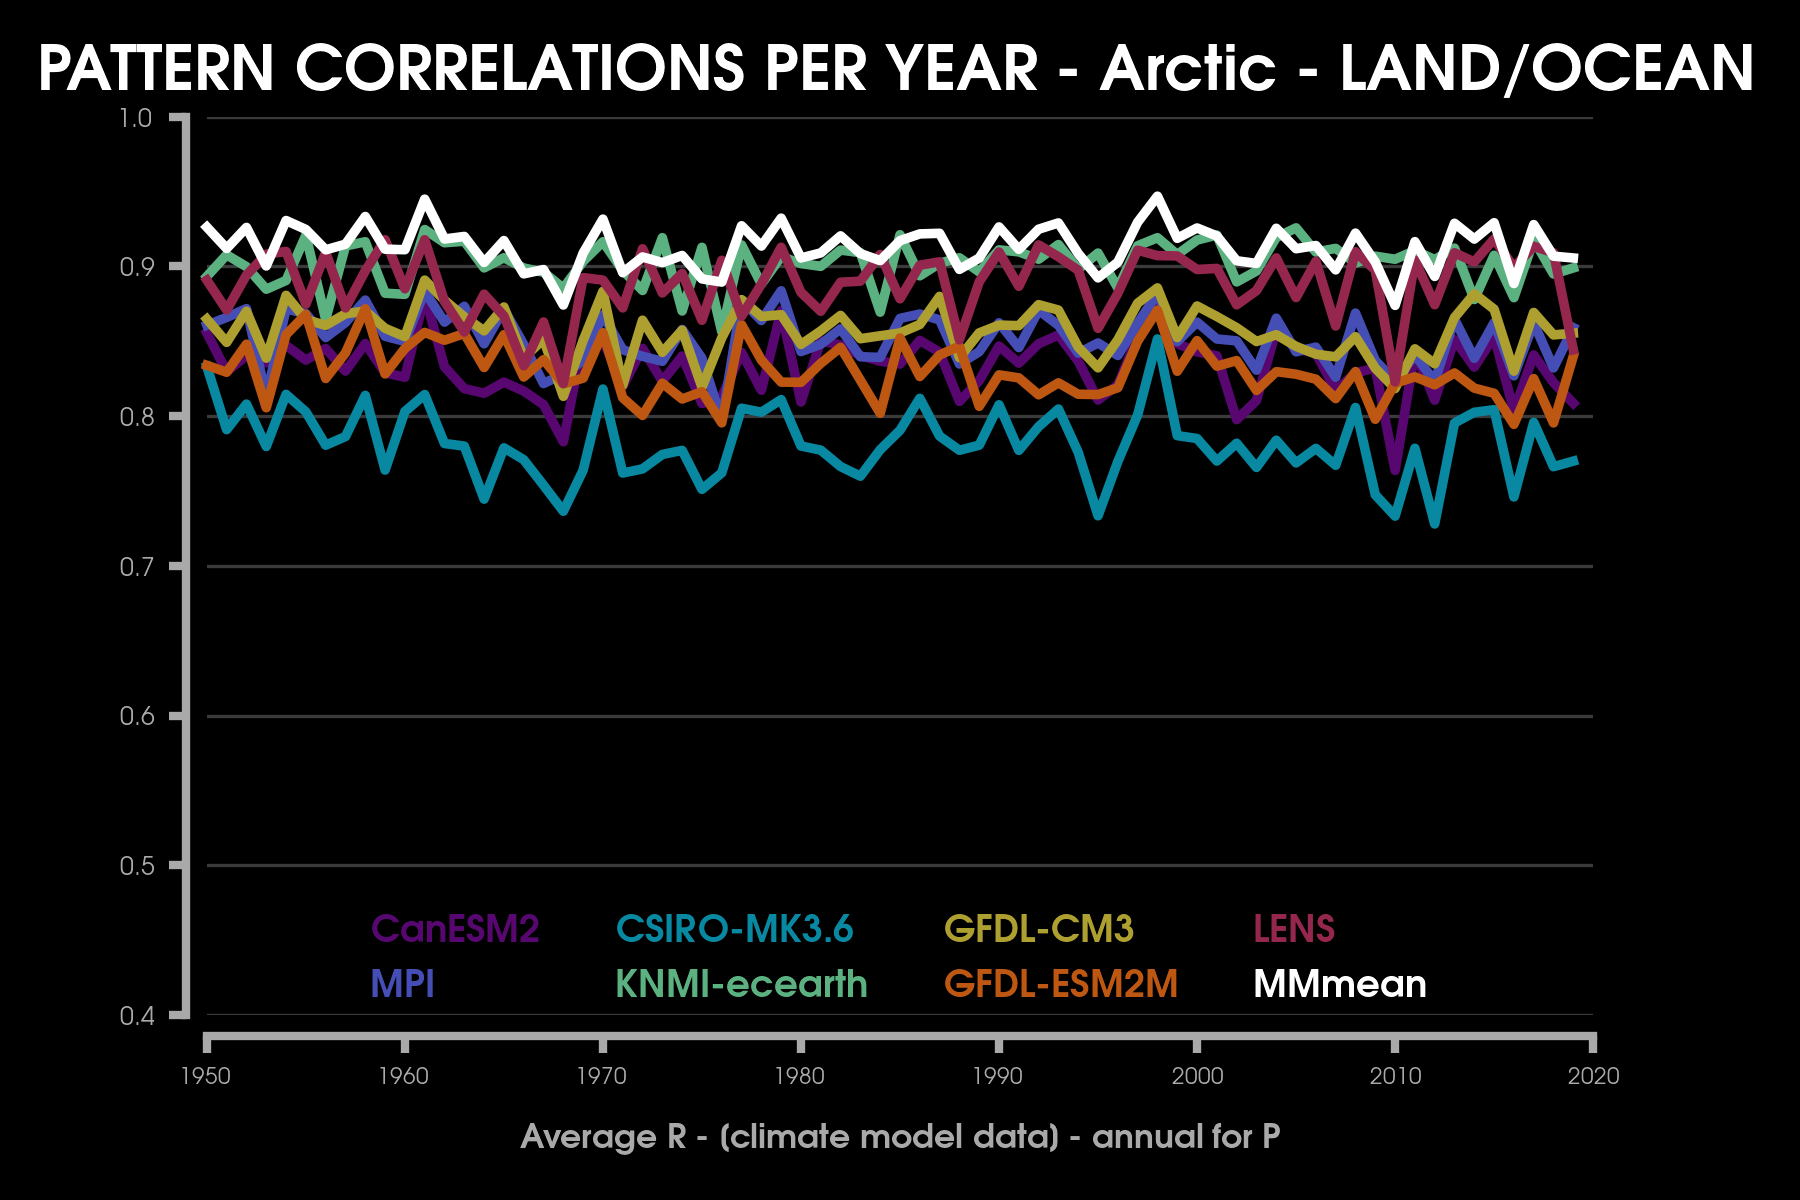 PATTERN CORRELATIONS PER YEAR - Arctic - LAND/OCEAN
1.0
0.9
0.8
0.7
0.6
0.5
0.4
CanESM2 CSIRO-MK3.6 GFDL-CM3 LENS
MPI KNMI-ecearth GFDL-ESM2M MMmean
1950 1960 1970 1980 1990 2000 2010 2020
Average R - (climate model data) - annual for P